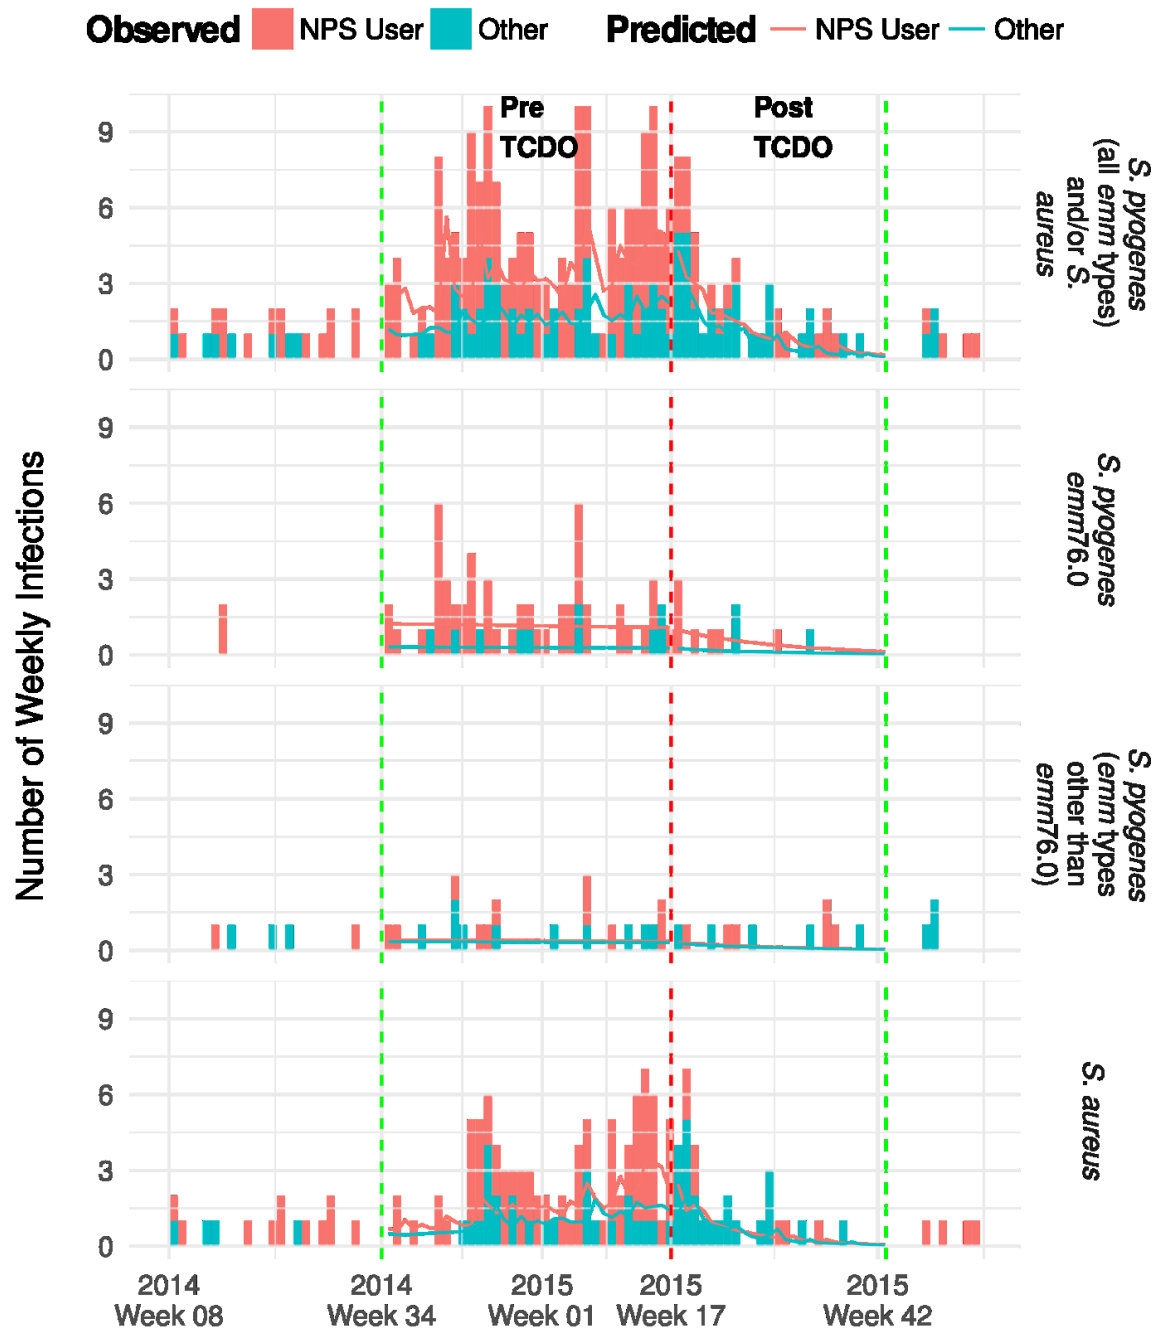 Observed NPS User Other Predicted NPS User Other
Pre
TCDO
Post
TCDO
9
6
3
0
S. pyogenes
(all emm types)
and/or S.
aureus
9
6
3
0
S. pyogenes
emm76.0
9
6
3
0
S. pyogenes
(emm types
other than
emm76.0)
9
6
3
0
S. aureus
Number of Weekly Infections
2014
Week 08
2014
Week 34
2015
Week 01
2015
Week 17
2015
Week 42